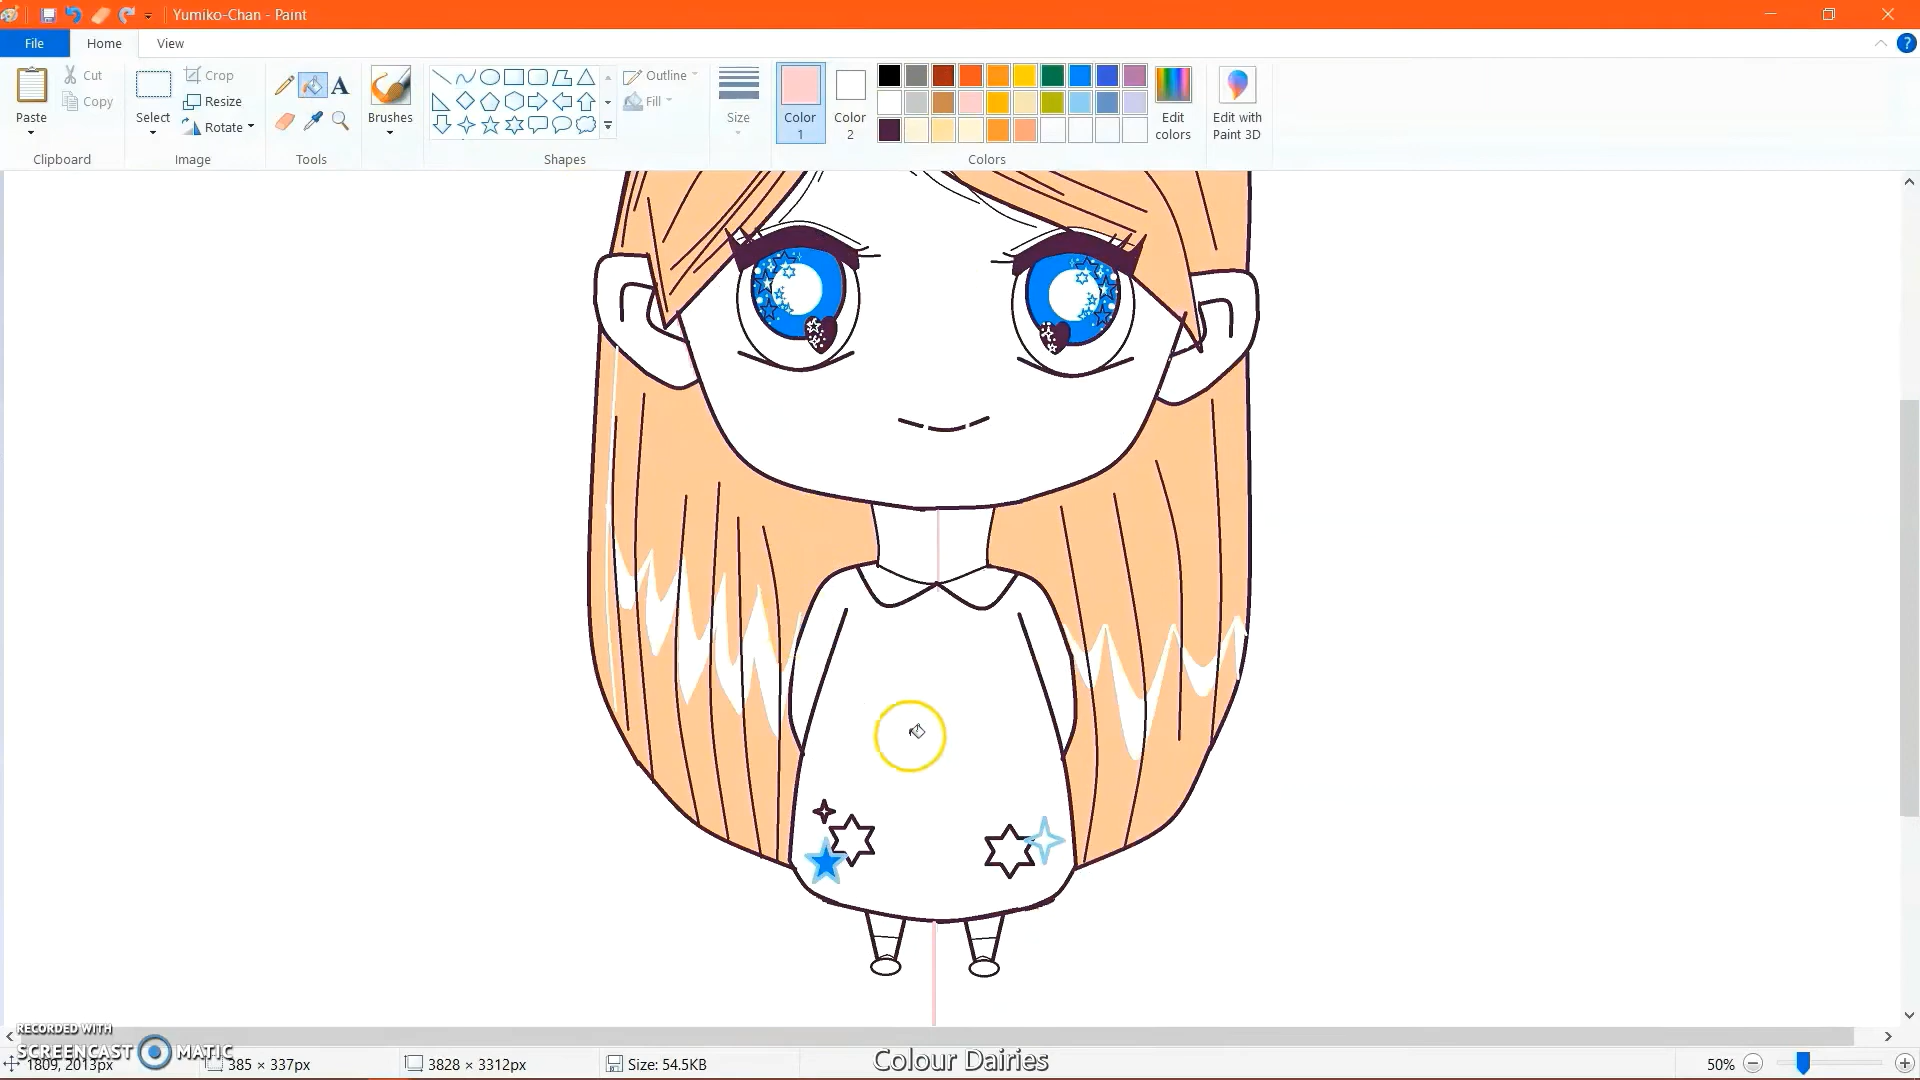 Yumiko-Chan - Paint
File
Home
View
?
Paste
Cut
Copy
Clipboard
Select
Crop
Resize
Rotate
Image
A
Tools
Brushes
Shapes
Outline
Fill
Size
Color
1
Color
2
Edit
colors
Edit with
Paint 3D
Colors
RECORDED WITH
SCREENCAST MATIC
1809, 2013px
385 × 337px
3828 × 3312px
Size: 54.5KB
Colour Dairies
50%